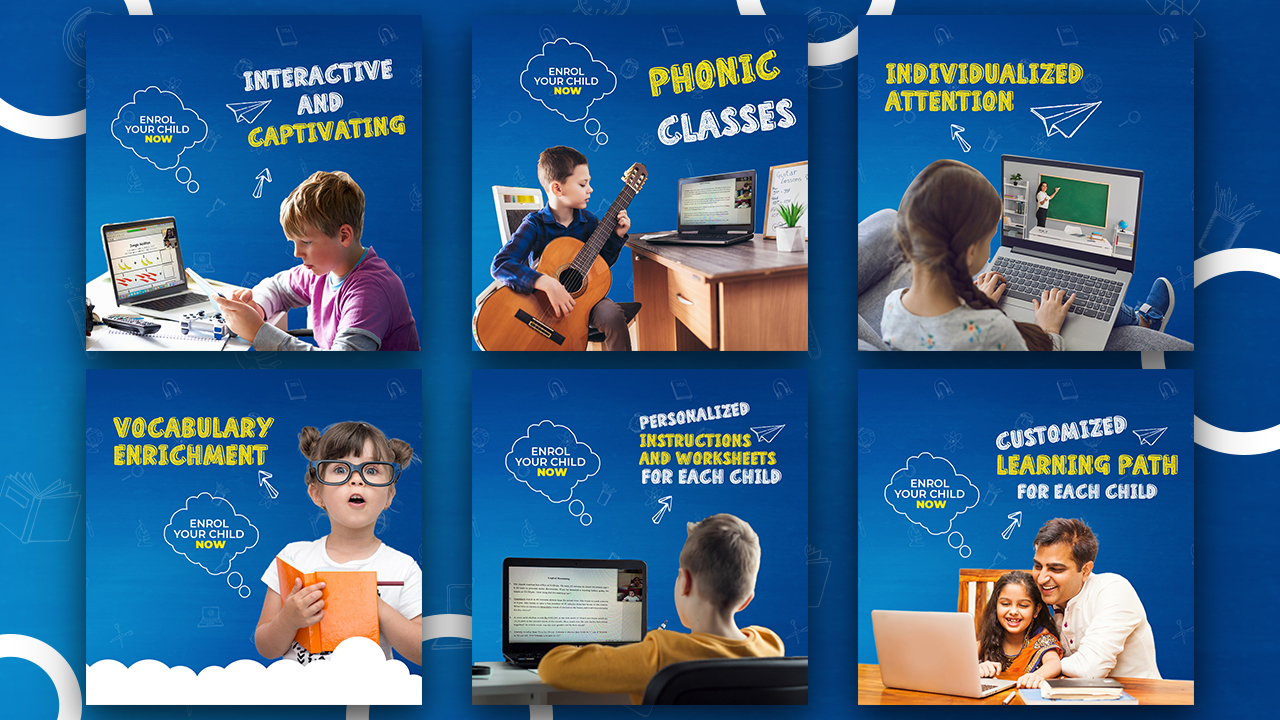 INTERACTIVE
AND
CAPTIVATING
ENROL
YOUR CHILD
NOW
PHONIC
CLASSES
ENROL
YOUR CHILD
NOW
Guitar
lessons
INDIVIDUALIZED
ATTENTION
VOCABULARY
ENRICHMENT
ENROL
YOUR CHILD
NOW
PERSONALIZED
INSTRUCTIONS
AND WORKSHEETS
FOR EACH CHILD
ENROL
YOUR CHILD
NOW
CUSTOMIZED
LEARNING PATH
FOR EACH CHILD
ENROL
YOUR CHILD
NOW